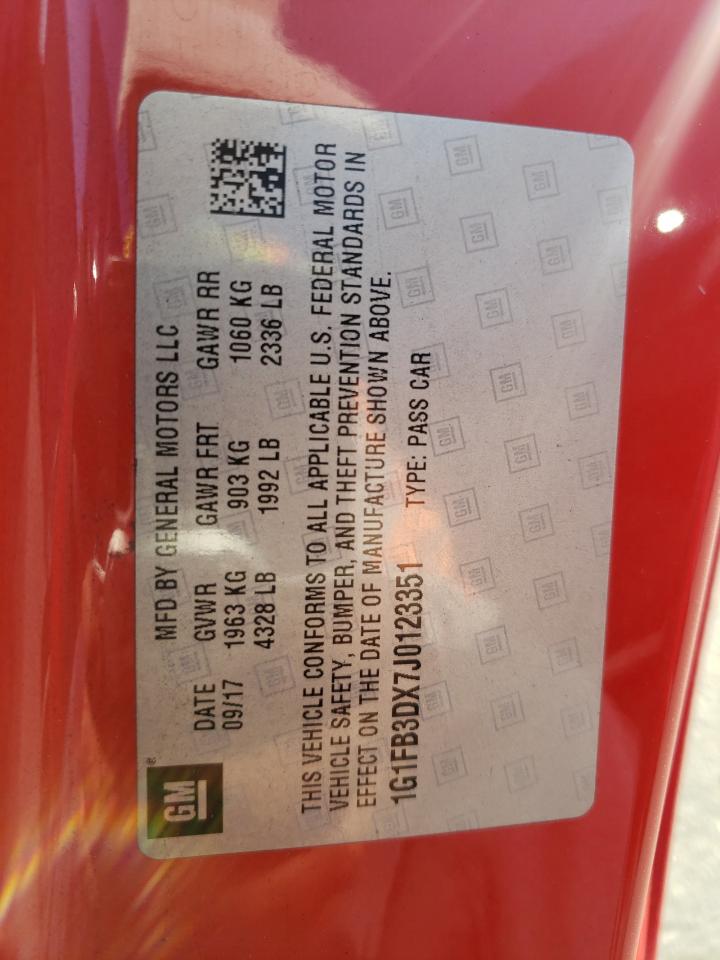 GM®
MFD BY GENERAL MOTORS LLC
DATE GVWR GAWR FRT GAWR RR
09/17 1963 KG 903 KG 1060 KG
4328 LB 1992 LB 2336 LB
THIS VEHICLE CONFORMS TO ALL APPLICABLE U.S. FEDERAL MOTOR
VEHICLE SAFETY, BUMPER, AND THEFT PREVENTION STANDARDS IN
EFFECT ON THE DATE OF MANUFACTURE SHOWN ABOVE.
1G1FB3DX7J0123351 TYPE: PASS CAR